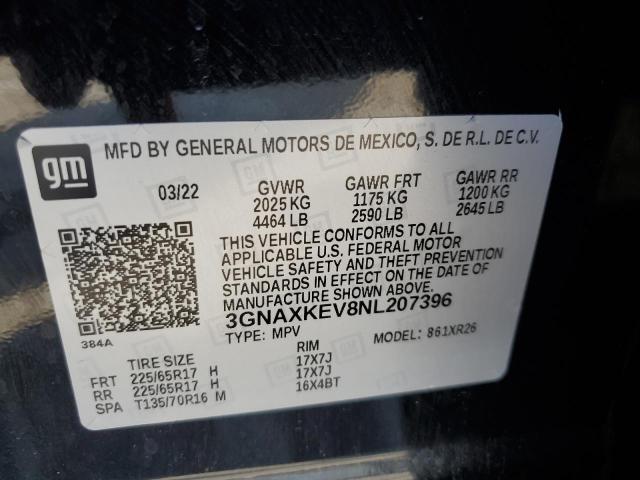 gm MFD BY GENERAL MOTORS DE MEXICO, S. DE R.L. DE C.V.
03/22 GVWR GAWR FRT GAWR RR
2025 KG 1175 KG 1200 KG
4464 LB 2590 LB 2645 LB
THIS VEHICLE CONFORMS TO ALL
APPLICABLE U.S. FEDERAL MOTOR
VEHICLE SAFETY AND THEFT PREVENTION
STANDARDS IN EFFECT ON THE DATE OF
MANUFACTURE SHOWN ABOVE.
3GNAXKEV8NL207396
384A TYPE: MPV MODEL: 861XR26
TIRE SIZE RIM
FRT 225/65R17 H 17X7J
RR 225/65R17 H 17X7J
SPA T135/70R16 M 16X4BT